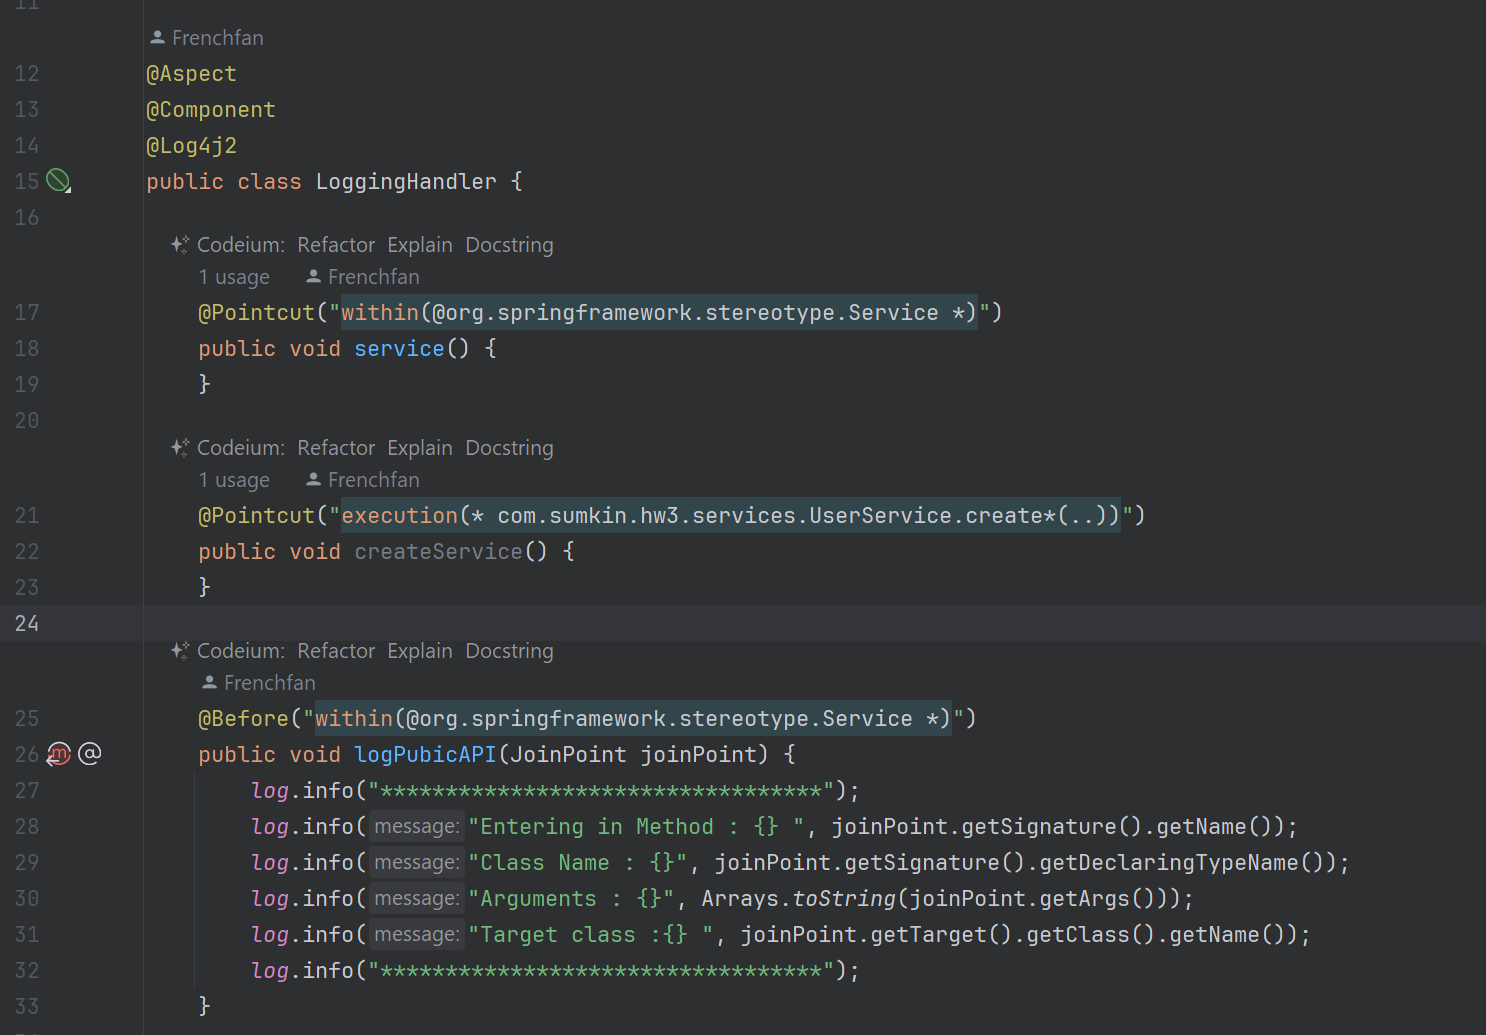 11
Frenchfan
12 @Aspect
13 @Component
14 @Log4j2
15 public class LoggingHandler {
16
Codeium: Refactor Explain Docstring
1 usage Frenchfan
17 @Pointcut("within(@org.springframework.stereotype.Service *)")
18 public void service() {
19 }
20
Codeium: Refactor Explain Docstring
1 usage Frenchfan
21 @Pointcut("execution(* com.sumkin.hw3.services.UserService.create*(..))")
22 public void createService() {
23 }
24
Codeium: Refactor Explain Docstring
Frenchfan
25 @Before("within(@org.springframework.stereotype.Service *)")
26 m @ public void logPubicAPI(JoinPoint joinPoint) {
27 log.info("**********************************");
28 log.info( message: "Entering in Method : {} ", joinPoint.getSignature().getName());
29 log.info( message: "Class Name : {}", joinPoint.getSignature().getDeclaringTypeName());
30 log.info( message: "Arguments : {}", Arrays.toString(joinPoint.getArgs()));
31 log.info( message: "Target class :{} ", joinPoint.getTarget().getClass().getName());
32 log.info("**********************************");
33 }